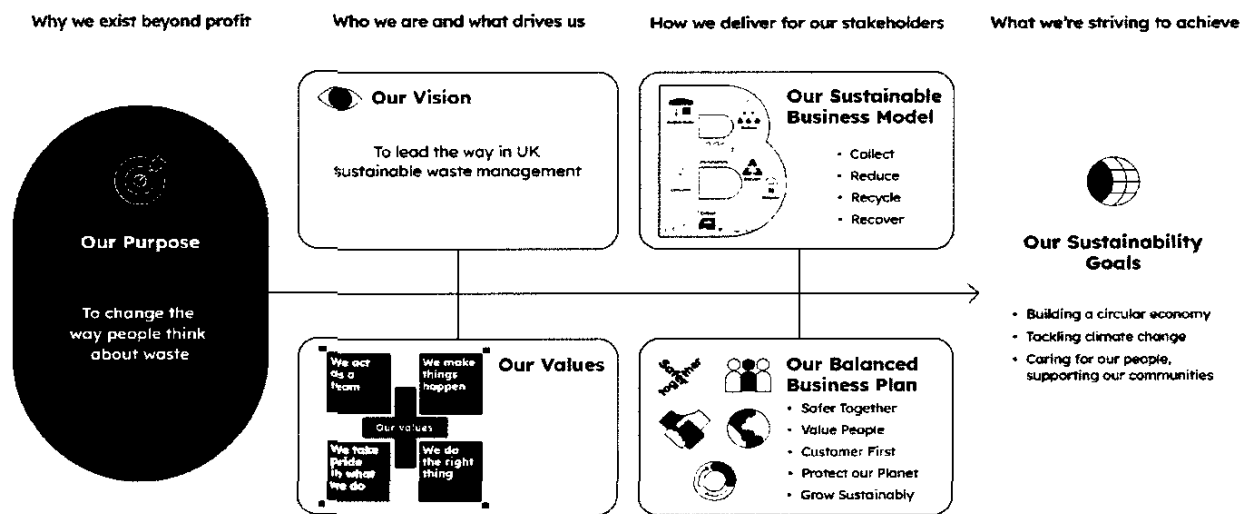 Why we exist beyond profit
Who we are and what drives us
How we deliver for our stakeholders
What we're striving to achieve
Our Purpose
To change the
way people think
about waste
Our Vision
To lead the way in UK
sustainable waste management
Our Values
We act
as a
team
We make
things
happen
Our values
We take
pride
in what
we do
We do
the right
thing
Our Sustainable
Business Model
• Collect
• Reduce
• Recycle
• Recover
Safer
together
Our Balanced
Business Plan
• Safer Together
• Value People
• Customer First
• Protect our Planet
• Grow Sustainably
Our Sustainability
Goals
• Building a circular economy
• Tackling climate change
• Caring for our people,
supporting our communities